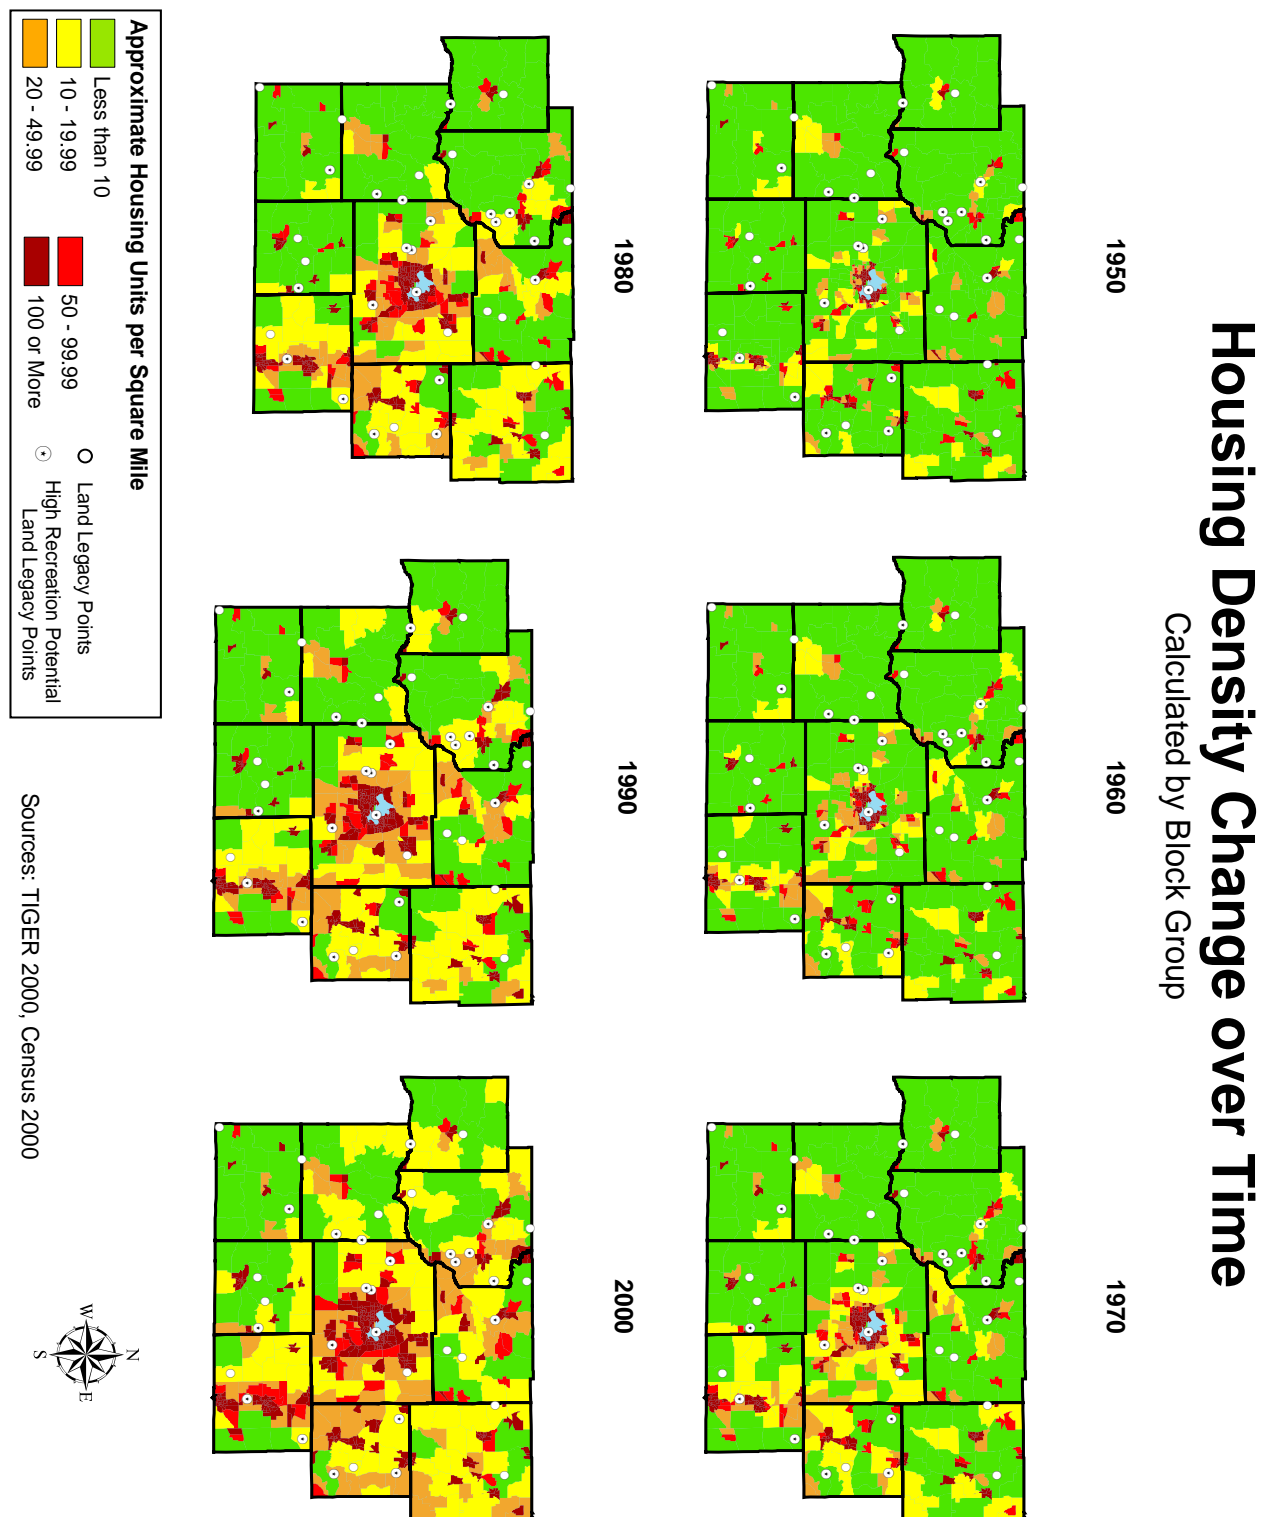 Housing Density Change over Time
Calculated by Block Group
1950
1960
1970
1980
1990
2000
Approximate Housing Units per Square Mile
Less than 10
10 - 19.99
20 - 49.99
50 - 99.99
100 or More
Land Legacy Points
High Recreation Potential
Land Legacy Points
Sources: TIGER 2000, Census 2000
N
W
E
S